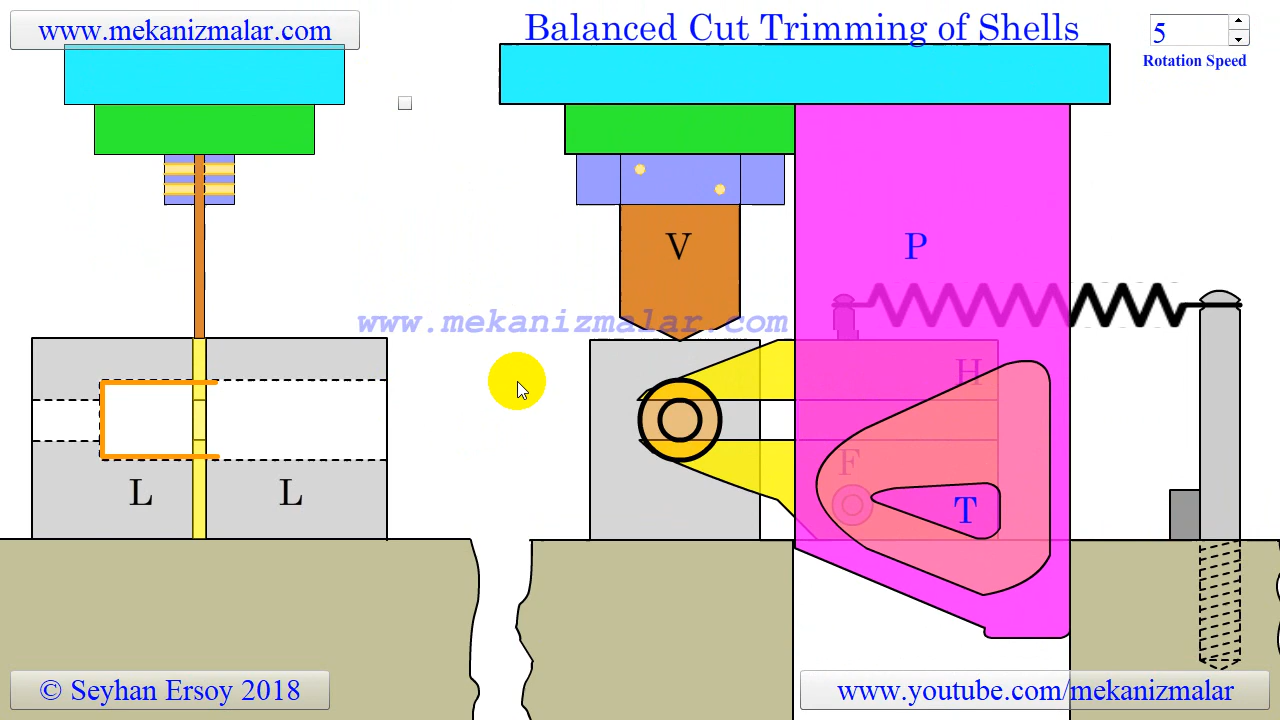 www.mekanizmalar.com
Balanced Cut Trimming of Shells
5
Rotation Speed
V
P
www.mekanizmalar.com
H
F
L
L
T
© Seyhan Ersoy 2018
www.youtube.com/mekanizmalar